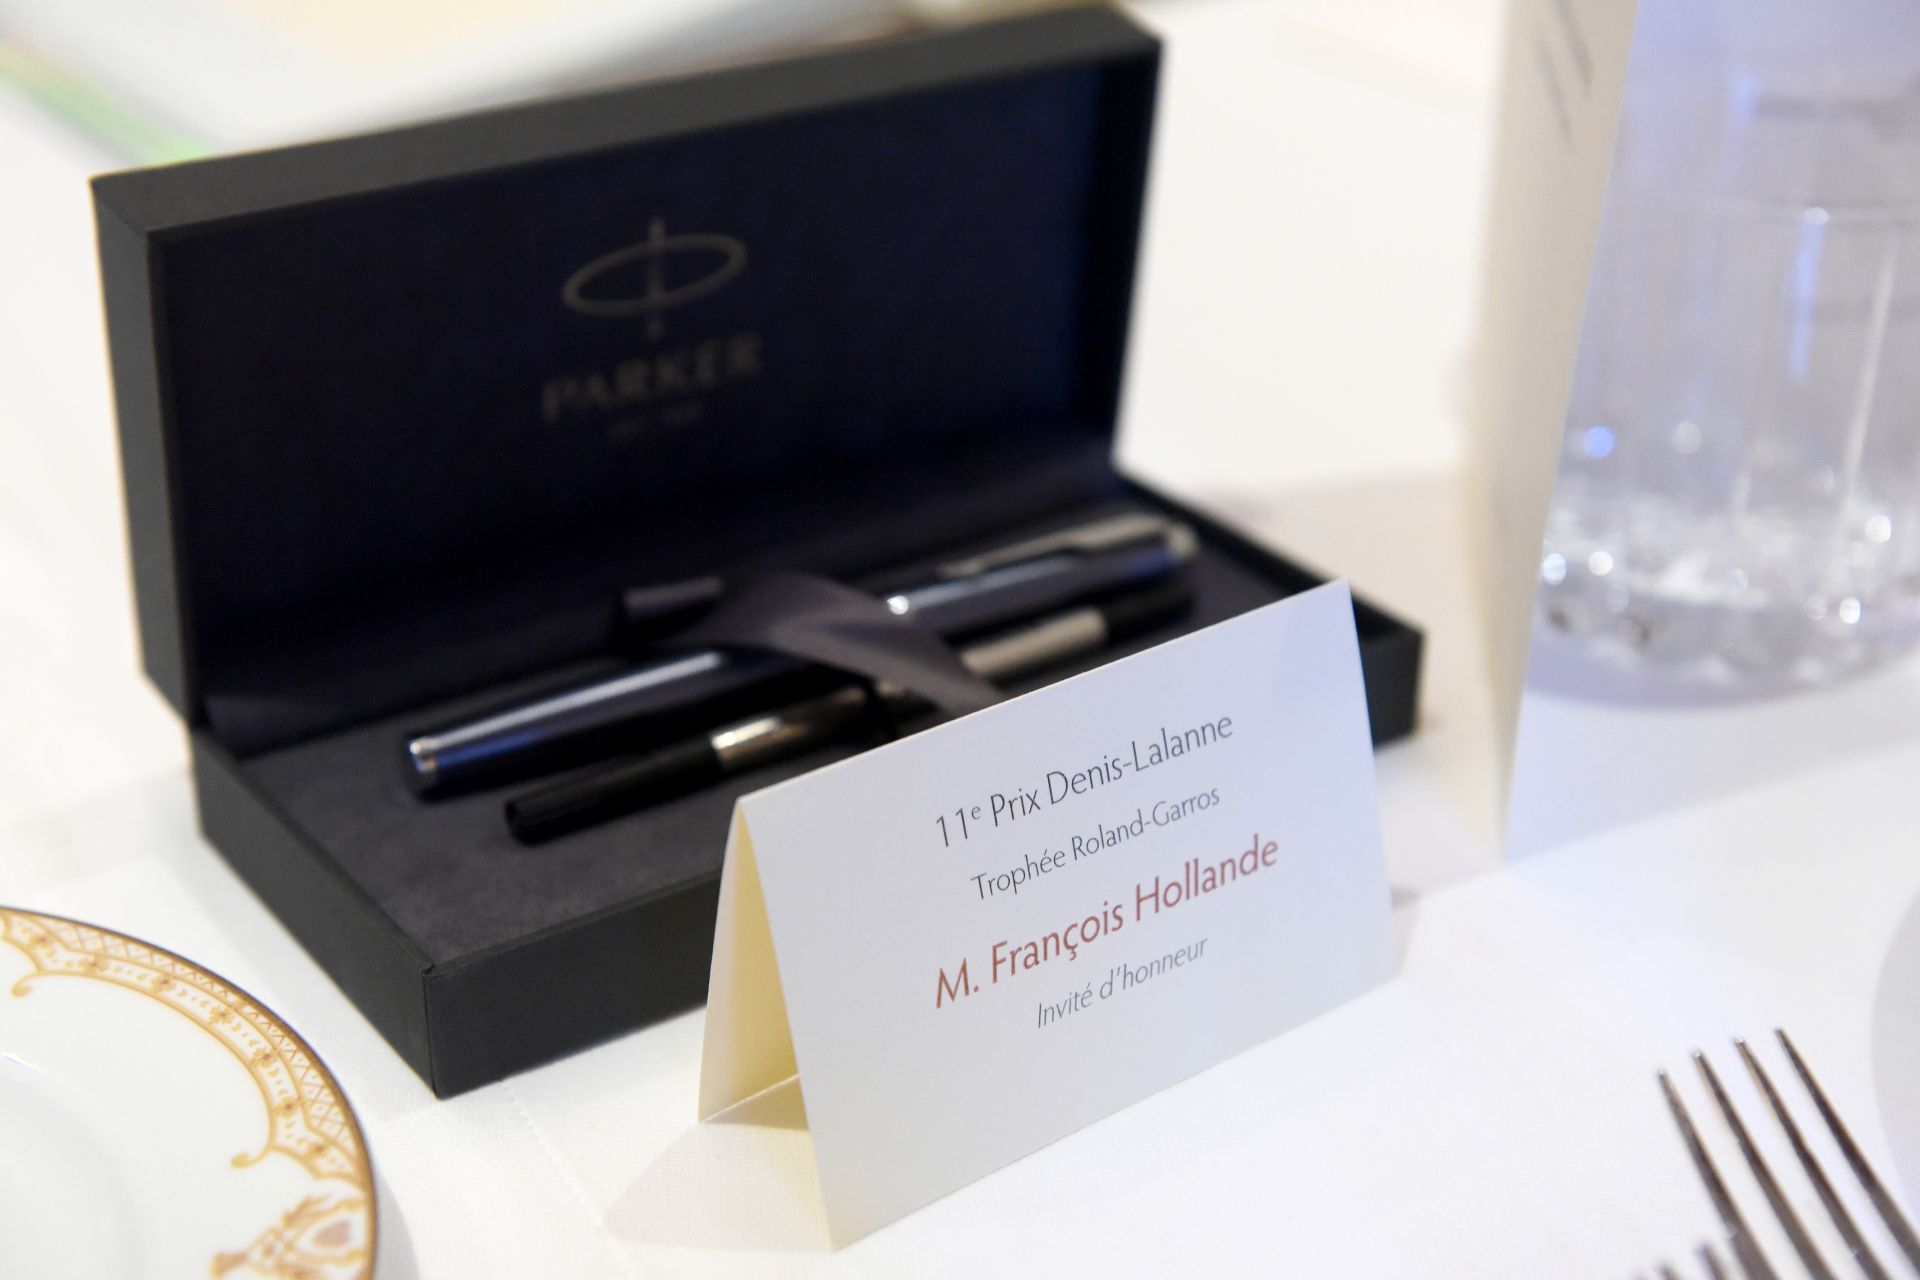 PARKER
11e Prix Denis-Lalanne
Trophée Roland-Garros
M. François Hollande
Invité d'honneur